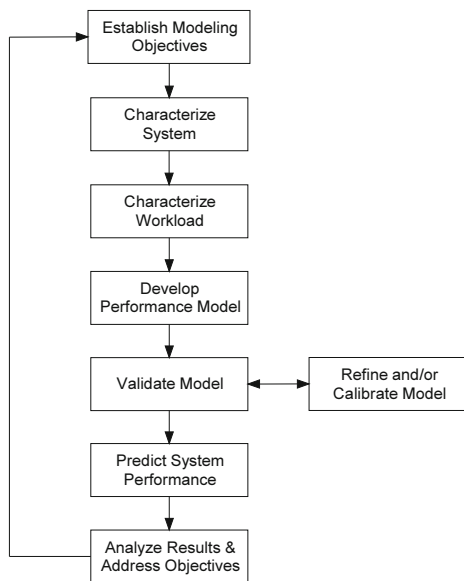 Establish Modeling
Objectives
Characterize
System
Characterize
Workload
Develop
Performance Model
Validate Model
Refine and/or
Calibrate Model
Predict System
Performance
Analyze Results &
Address Objectives